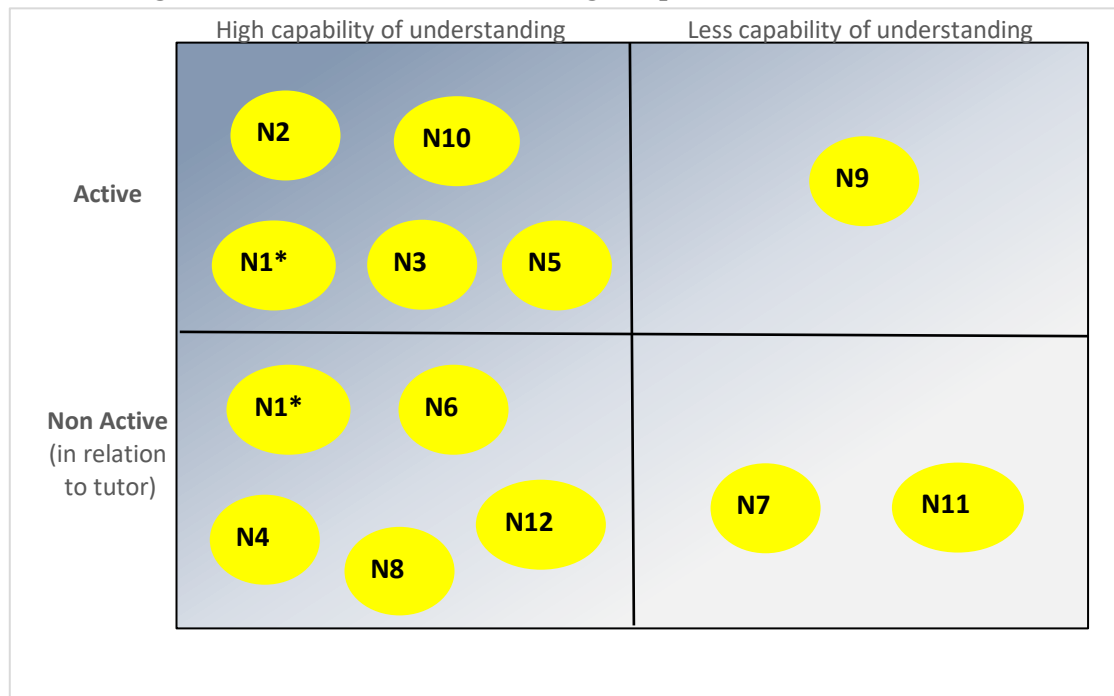 High capability of understanding
Less capability of understanding
Active
N2
N10
N9
N1*
N3
N5
Non Active
(in relation
to tutor)
N1*
N6
N4
N8
N12
N7
N11